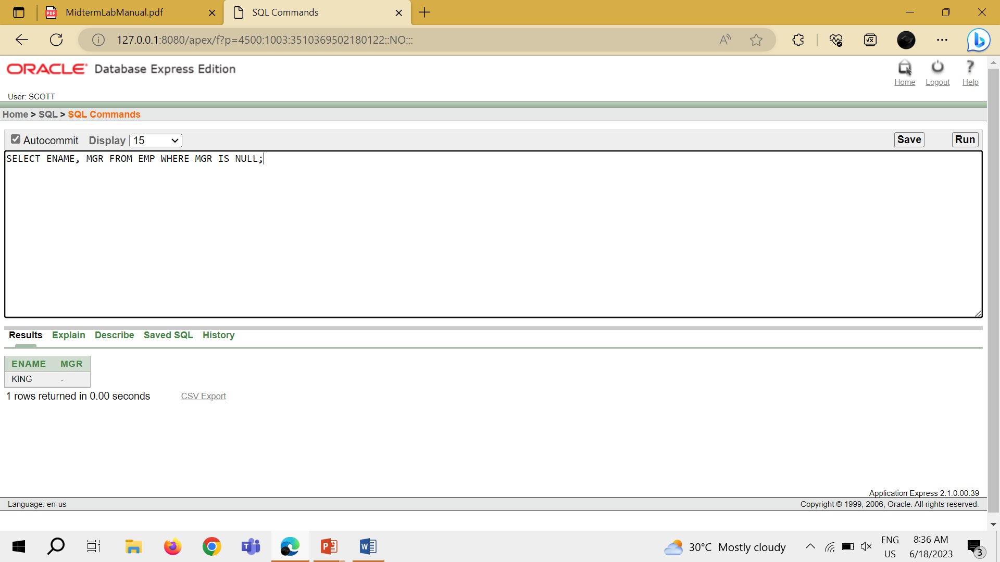 MidtermLabManual.pdf
SQL Commands
127.0.0.1:8080/apex/f?p=4500:1003:3510369502180122::NO:::
ORACLE Database Express Edition
Home Logout Help
User: SCOTT
Home > SQL > SQL Commands
Autocommit Display 15
Save Run
SELECT ENAME, MGR FROM EMP WHERE MGR IS NULL;
Results Explain Describe Saved SQL History
ENAME MGR
KING -
1 rows returned in 0.00 seconds CSV Export
Application Express 2.1.0.00.39
Language: en-us Copyright © 1999, 2006, Oracle. All rights reserved.
30°C Mostly cloudy
ENG
US
8:36 AM
6/18/2023
3